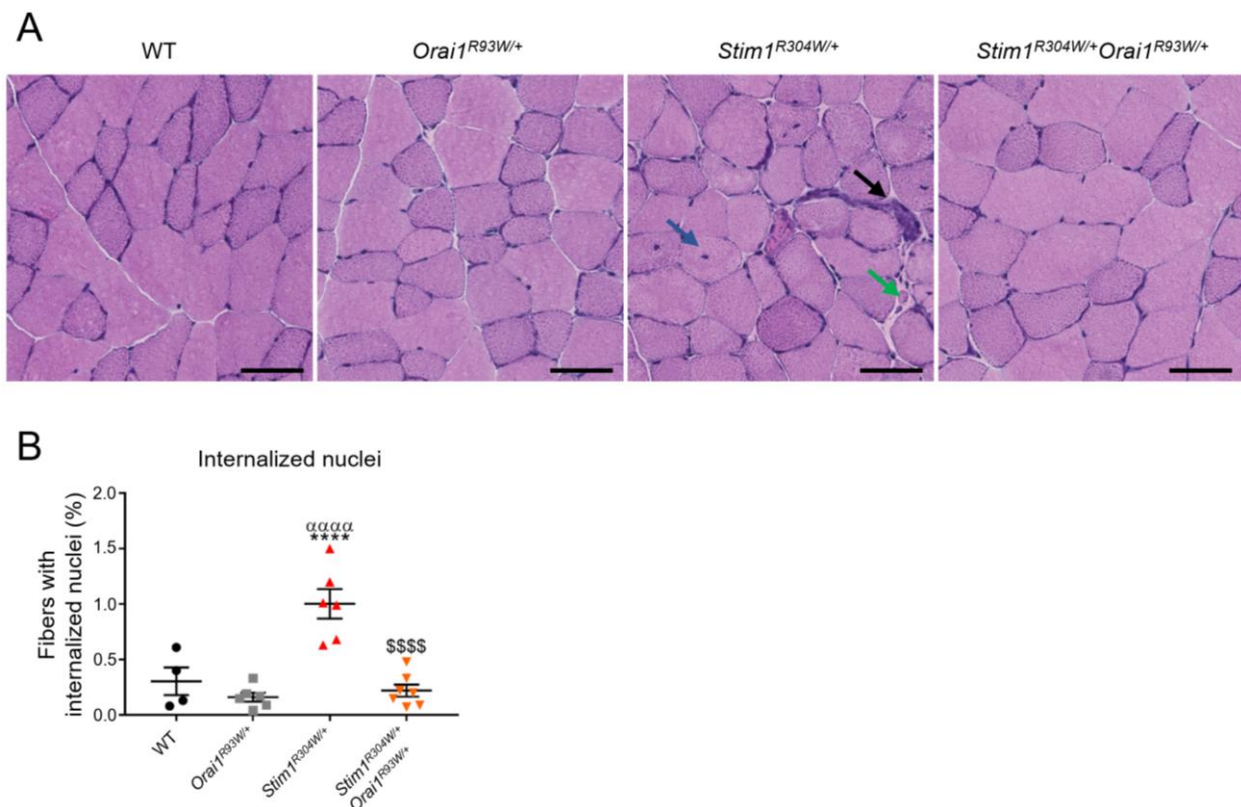 A
WT
Orai1R93W/+
Stim1R304W/+
Stim1R304W/+Orai1R93W/+
B
Internalized nuclei
Fibers with
internalized nuclei (%)
2.0
1.5
1.0
0.5
0.0
αααα
****
$$$$
WT
Orai1R93W/+
Stim1R304W/+
Stim1R304W/+
Orai1R93W/+